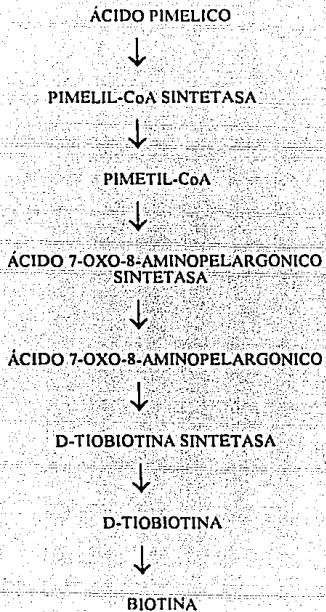 ÁCIDO PIMELICO
PIMELIL-CoA SINTETASA
PIMETIL-CoA
ÁCIDO 7-OXO-8-AMINOPELARGONICO
SINTETASA
ÁCIDO 7-OXO-8-AMINOPELARGONICO
D-TIOBIOTINA SINTETASA
D-TIOBIOTINA
BIOTINA